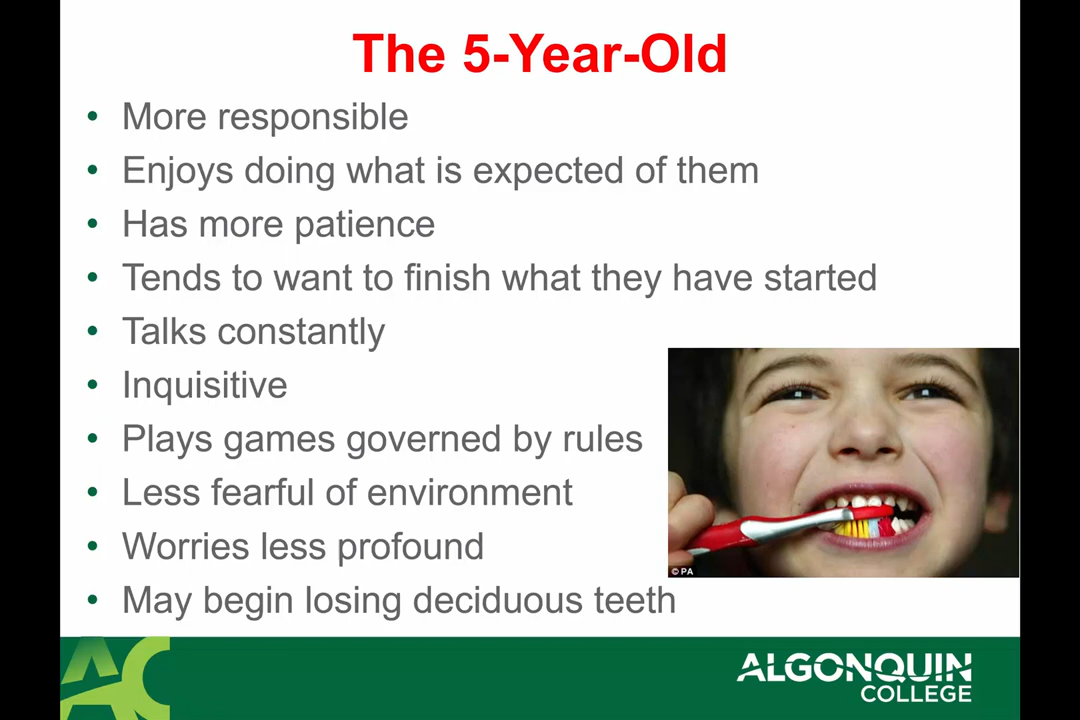 The 5-Year-Old
• More responsible
• Enjoys doing what is expected of them
• Has more patience
• Tends to want to finish what they have started
• Talks constantly
• Inquisitive
• Plays games governed by rules
• Less fearful of environment
• Worries less profound
• May begin losing deciduous teeth
© PA
AC
ALGONQUIN
COLLEGE